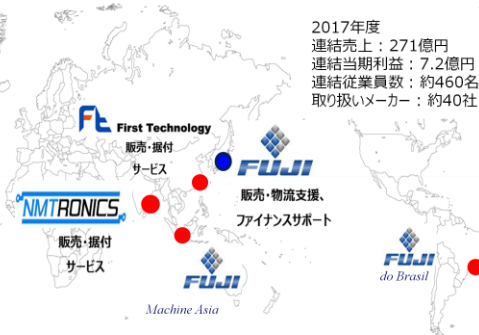 2017年度
連結売上：271億円
連結当期利益：7.2億円
連結従業員数：約460名
取り扱いメーカー：約40社
Ft First Technology
販売・据付
サービス
FUJI
販売・物流支援、
ファイナンスサポート
NMTRONICS
販売・据付
サービス
FUJI
Machine Asia
FUJI
do Brasil